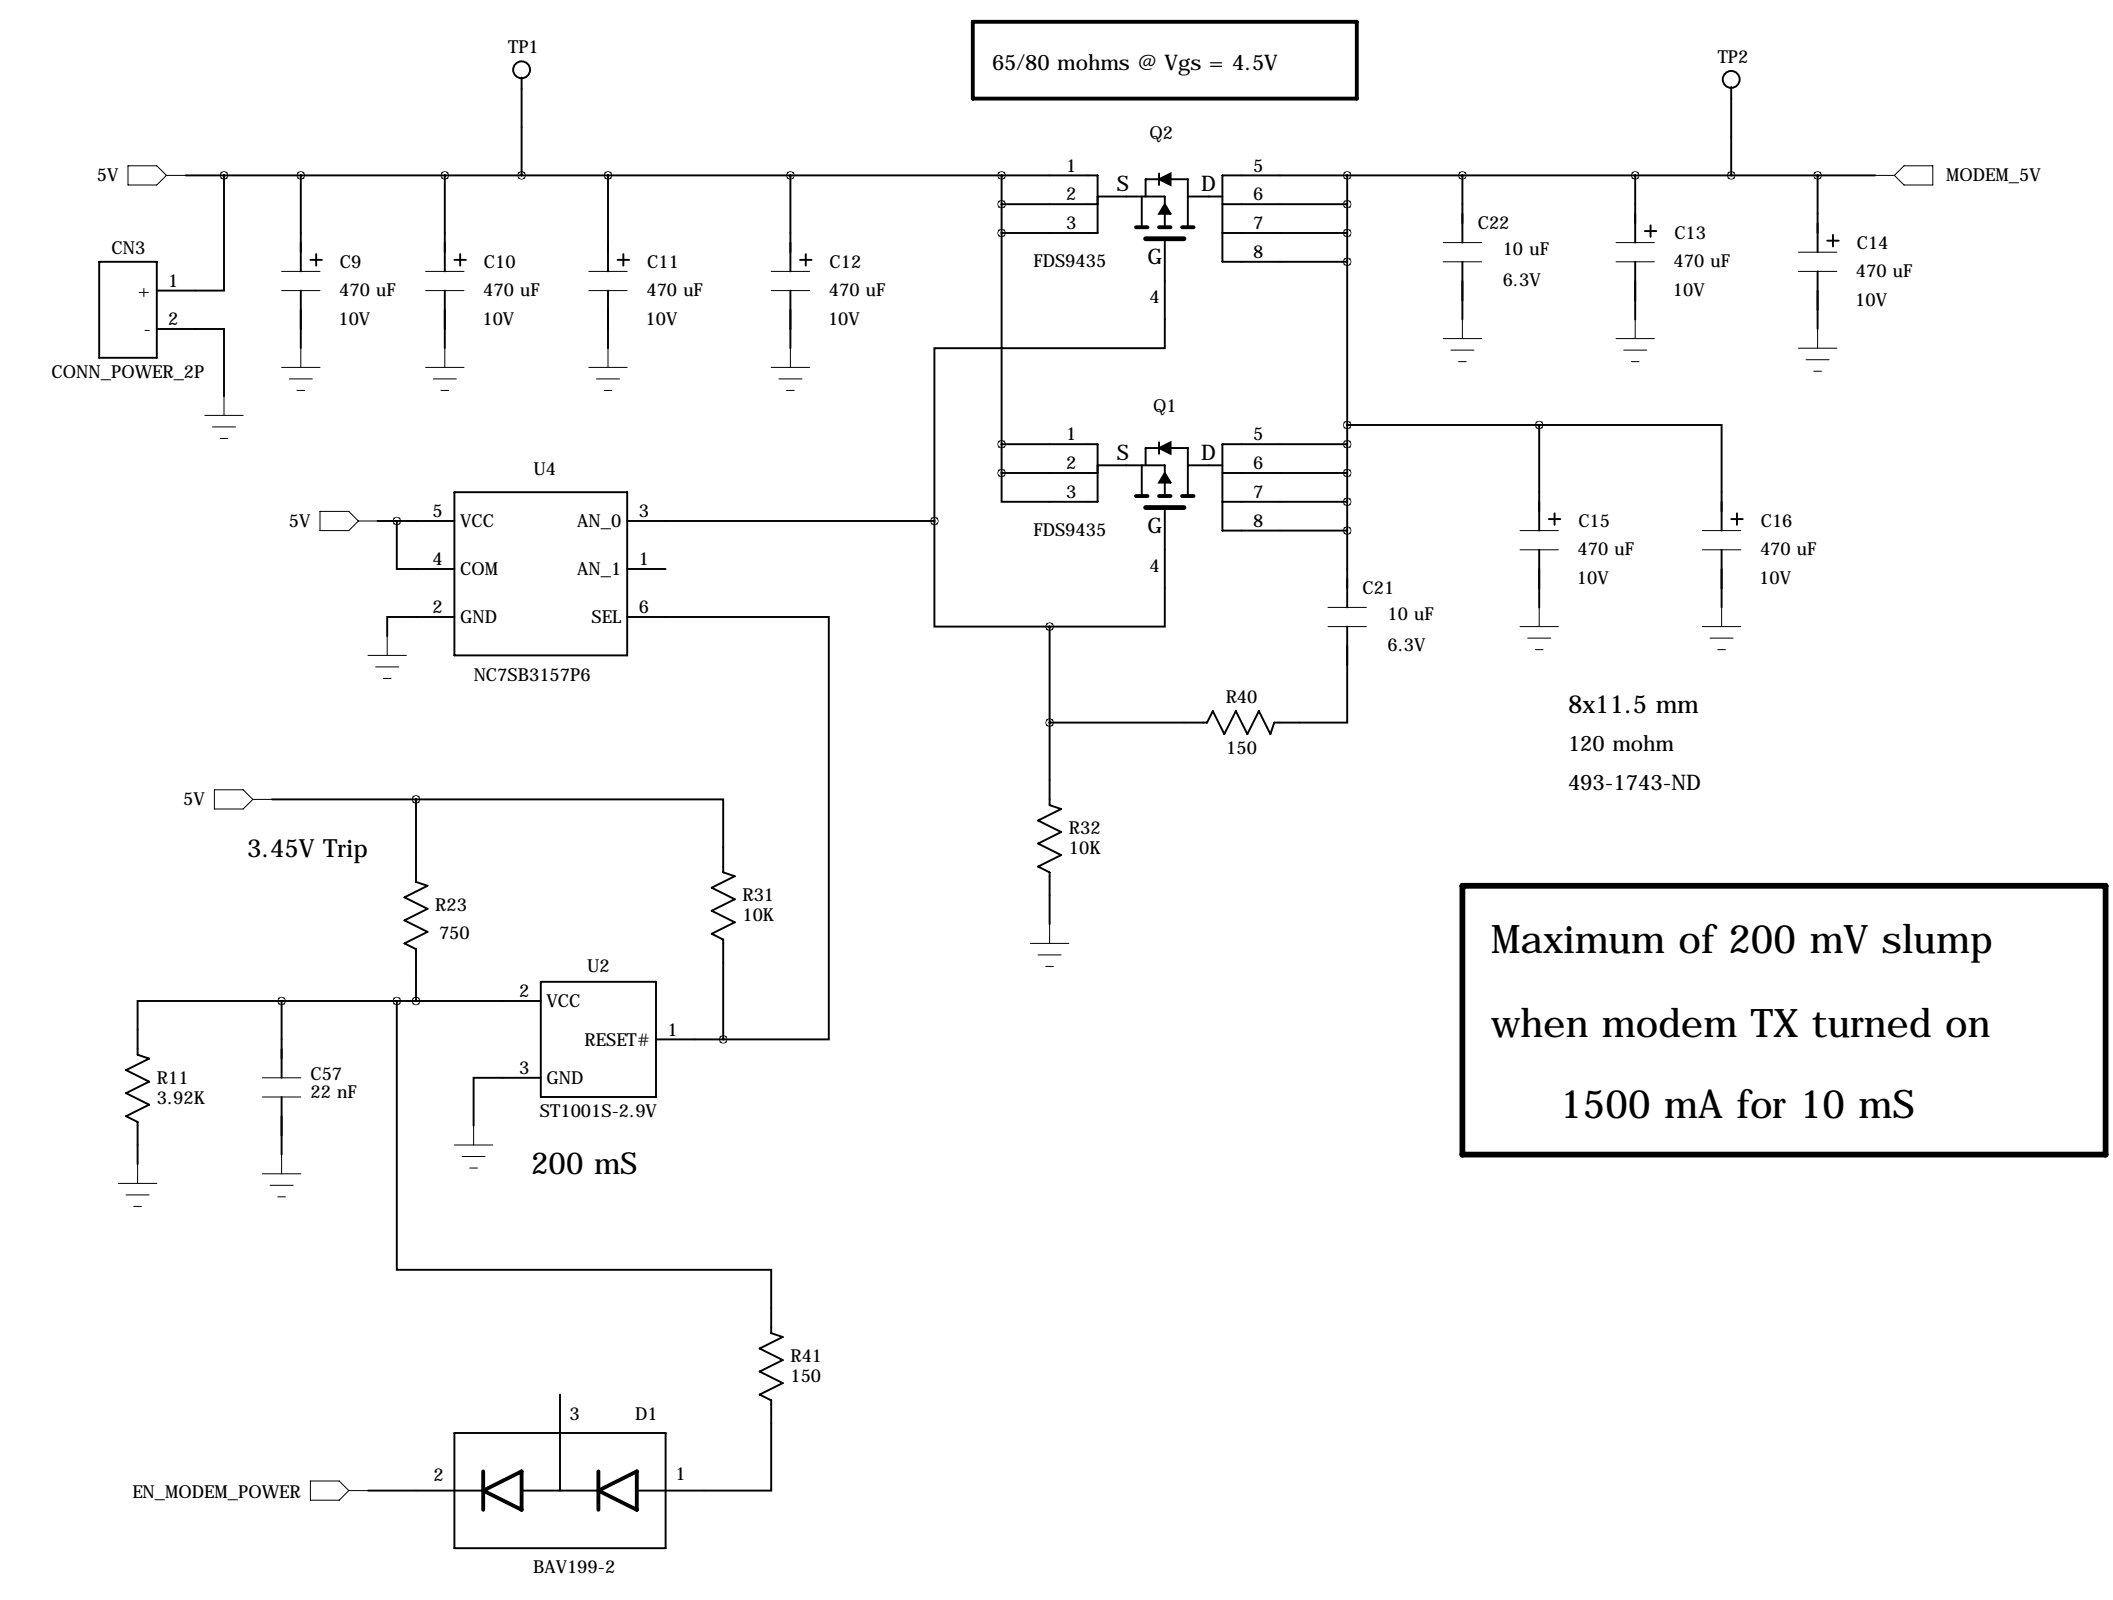 TP1
65/80 mohms @ Vgs = 4.5V
TP2
Q2
5V
1
2
3
S
D
G
4
5
6
7
8
FDS9435
MODEM_5V
CN3
+
1
-
2
CONN_POWER_2P
+ C9
470 uF
10V
+ C10
470 uF
10V
+ C11
470 uF
10V
+ C12
470 uF
10V
C22
10 uF
6.3V
+ C13
470 uF
10V
+ C14
470 uF
10V
Q1
1
2
3
S
D
G
4
5
6
7
8
FDS9435
U4
5V
5 VCC
4 COM
2 GND
AN_0 3
AN_1 1
SEL 6
NC7SB3157P6
C21
10 uF
6.3V
+ C15
470 uF
10V
+ C16
470 uF
10V
R40
150
8x11.5 mm
120 mohm
493-1743-ND
5V
3.45V Trip
R32
10K
R23
750
R31
10K
U2
2 VCC
RESET# 1
3 GND
ST1001S-2.9V
200 mS
R11
3.92K
C57
22 nF
Maximum of 200 mV slump
when modem TX turned on
1500 mA for 10 mS
R41
150
3
D1
2
1
EN_MODEM_POWER
BAV199-2